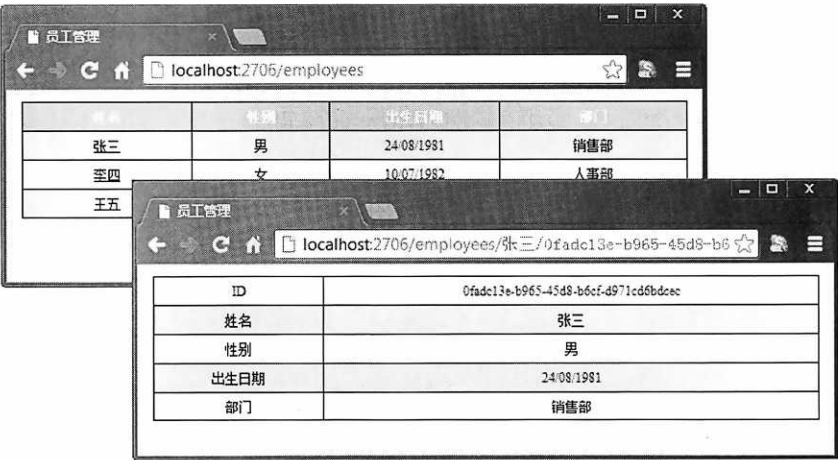 员工管理
localhost:2706/employees
姓名 性别 出生日期 部门
张三 男 24/08/1981 销售部
李四 女 10/07/1982 人事部
王五
员工管理
localhost:2706/employees/张三/0fadc13e-b965-45d8-b6
ID 0fadc13e-b965-45d8-b6cf-d971cd6bdcec
姓名 张三
性别 男
出生日期 24/08/1981
部门 销售部